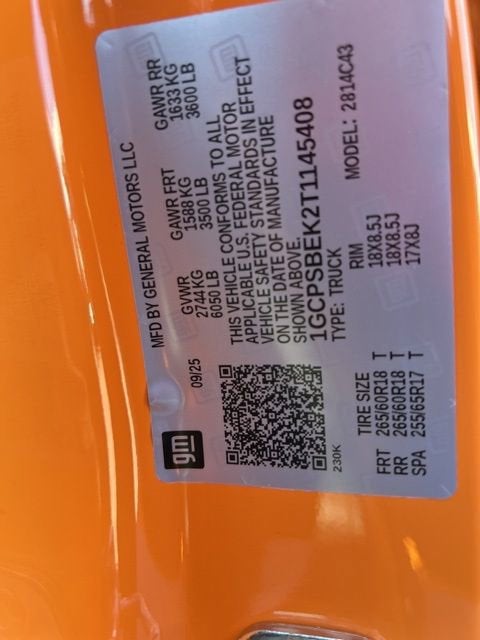 gm
MFD BY GENERAL MOTORS LLC
09/25
GVWR GAWR FRT GAWR RR
2744 KG 1588 KG 1633 KG
6050 LB 3500 LB 3600 LB
THIS VEHICLE CONFORMS TO ALL
APPLICABLE U.S. FEDERAL MOTOR
VEHICLE SAFETY STANDARDS IN EFFECT
ON THE DATE OF MANUFACTURE
SHOWN ABOVE.
1GCPSBEK2T1145408
TYPE: TRUCK MODEL: 2814C43
230K
TIRE SIZE RIM
FRT 265/60R18 T 18X8.5J
RR 265/60R18 T 18X8.5J
SPA 255/65R17 T 17X8J